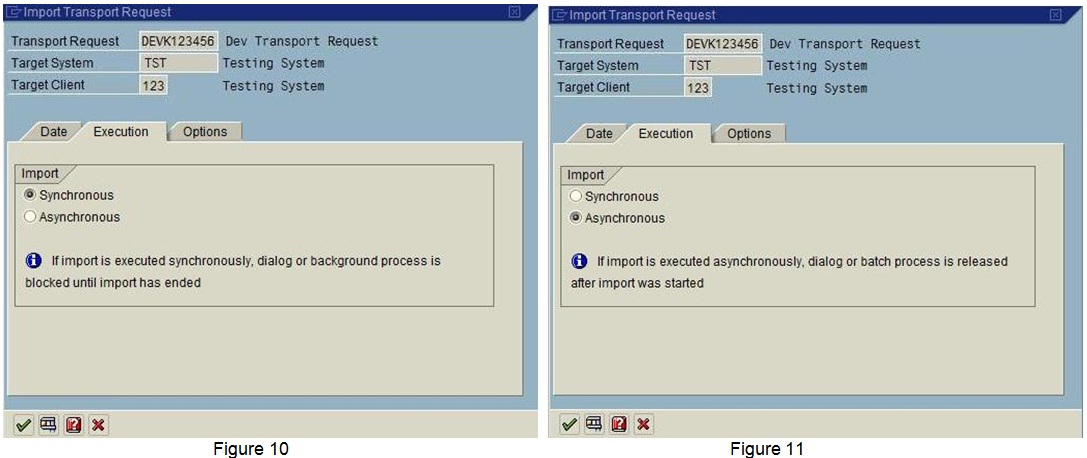 Import Transport Request
Transport Request DEVK123456 Dev Transport Request
Target System TST Testing System
Target Client 123 Testing System
Date Execution Options
Import
Synchronous
Asynchronous
If import is executed synchronously, dialog or background process is
blocked until import has ended
Figure 10
Import Transport Request
Transport Request DEVK123456 Dev Transport Request
Target System TST Testing System
Target Client 123 Testing System
Date Execution Options
Import
Synchronous
Asynchronous
If import is executed asynchronously, dialog or batch process is released
after import was started
Figure 11